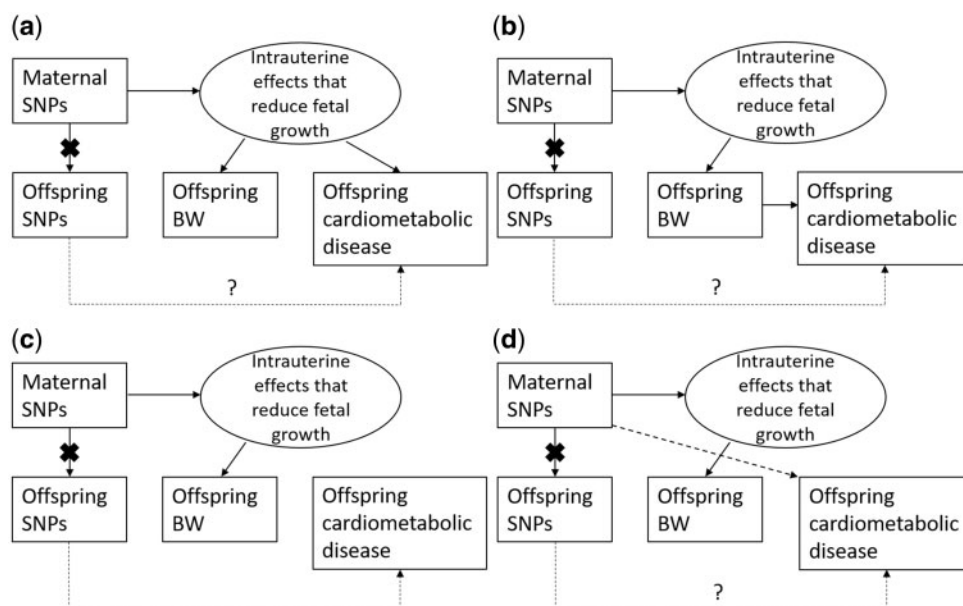 (a)
Maternal
SNPs
Intrauterine
effects that
reduce fetal
growth
Offspring
SNPs
Offspring
BW
Offspring
cardiometabolic
disease
?
(b)
Maternal
SNPs
Intrauterine
effects that
reduce fetal
growth
Offspring
SNPs
Offspring
BW
Offspring
cardiometabolic
disease
?
(c)
Maternal
SNPs
Intrauterine
effects that
reduce fetal
growth
Offspring
SNPs
Offspring
BW
Offspring
cardiometabolic
disease
(d)
Maternal
SNPs
Intrauterine
effects that
reduce fetal
growth
Offspring
SNPs
Offspring
BW
Offspring
cardiometabolic
disease
?